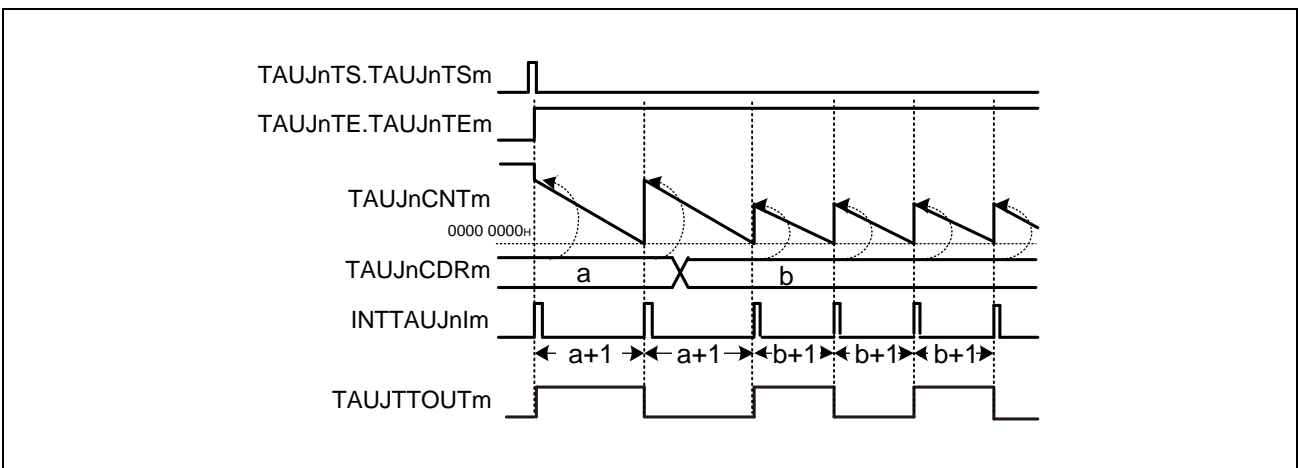 TAUJnTS.TAUJnTSm
TAUJnTE.TAUJnTEm
TAUJnCNTm
0000 0000H
TAUJnCDRm
a
b
INTTAUJnIm
a+1 a+1 b+1 b+1 b+1
TAUJTTOUTm